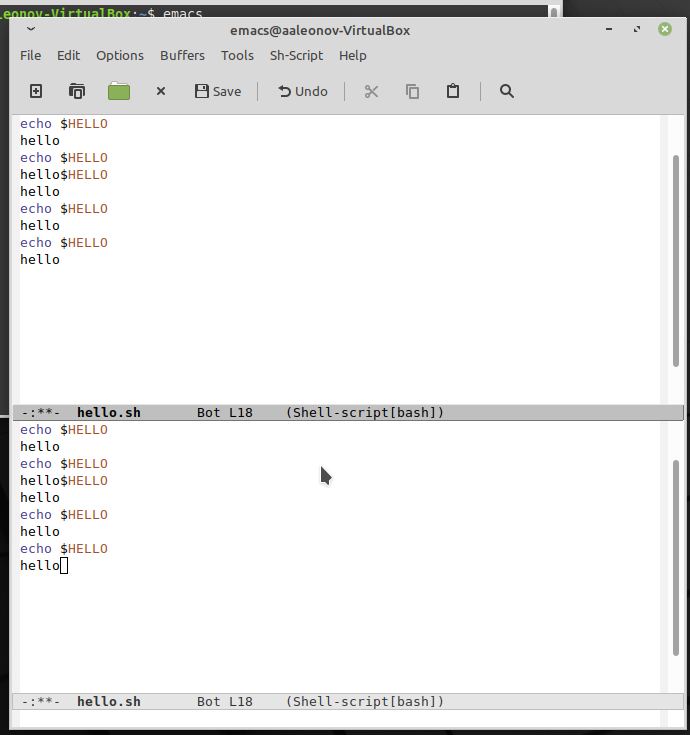 leonov-VirtualBox:~$ emacs
emacs@aaleonov-VirtualBox
File Edit Options Buffers Tools Sh-Script Help
Save Undo
echo $HELLO
hello
echo $HELLO
hello$HELLO
hello
echo $HELLO
hello
echo $HELLO
hello
-:**- hello.sh Bot L18 (Shell-script[bash])
echo $HELLO
hello
echo $HELLO
hello$HELLO
hello
echo $HELLO
hello
echo $HELLO
hello
-:**- hello.sh Bot L18 (Shell-script[bash])